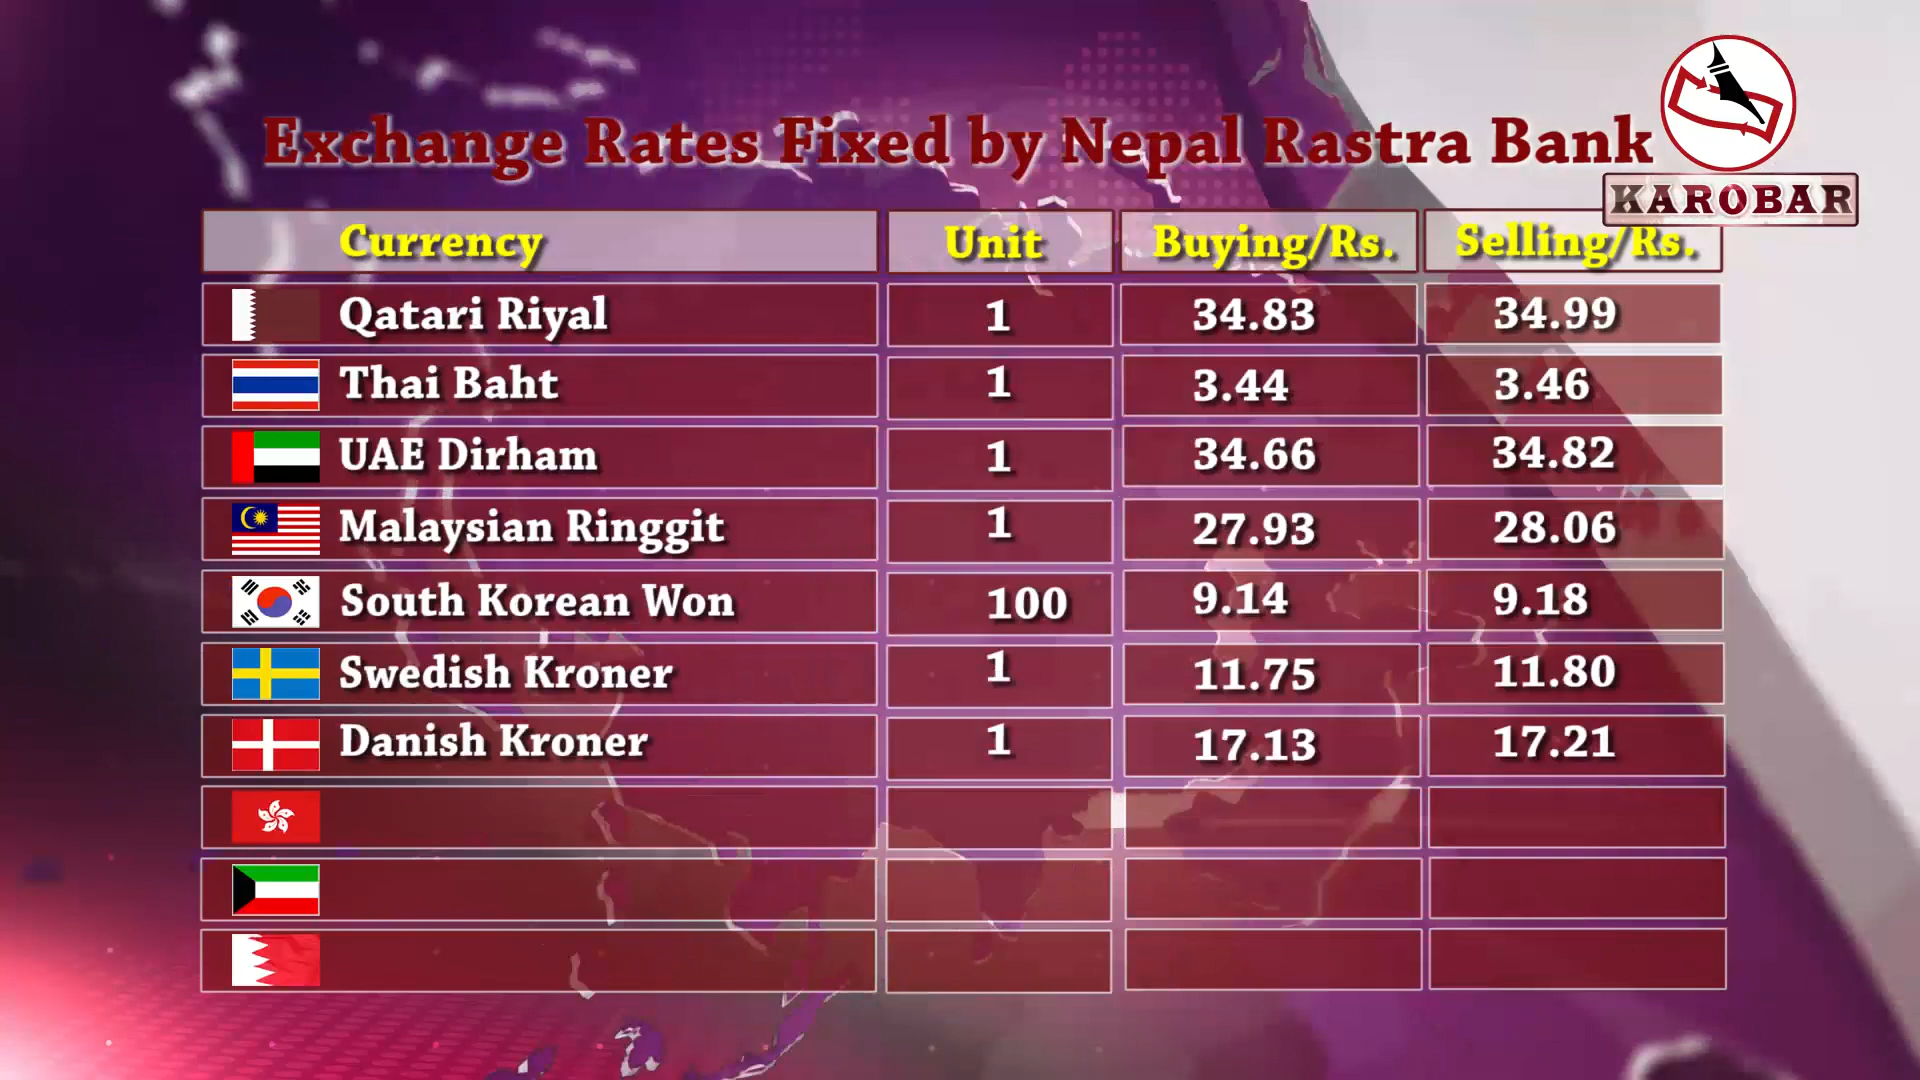 Exchange Rates Fixed by Nepal Rastra Bank
KAROBAR
Currency Unit Buying/Rs. Selling/Rs.
Qatari Riyal 1 34.83 34.99
Thai Baht 1 3.44 3.46
UAE Dirham 1 34.66 34.82
Malaysian Ringgit 1 27.93 28.06
South Korean Won 100 9.14 9.18
Swedish Kroner 1 11.75 11.80
Danish Kroner 1 17.13 17.21